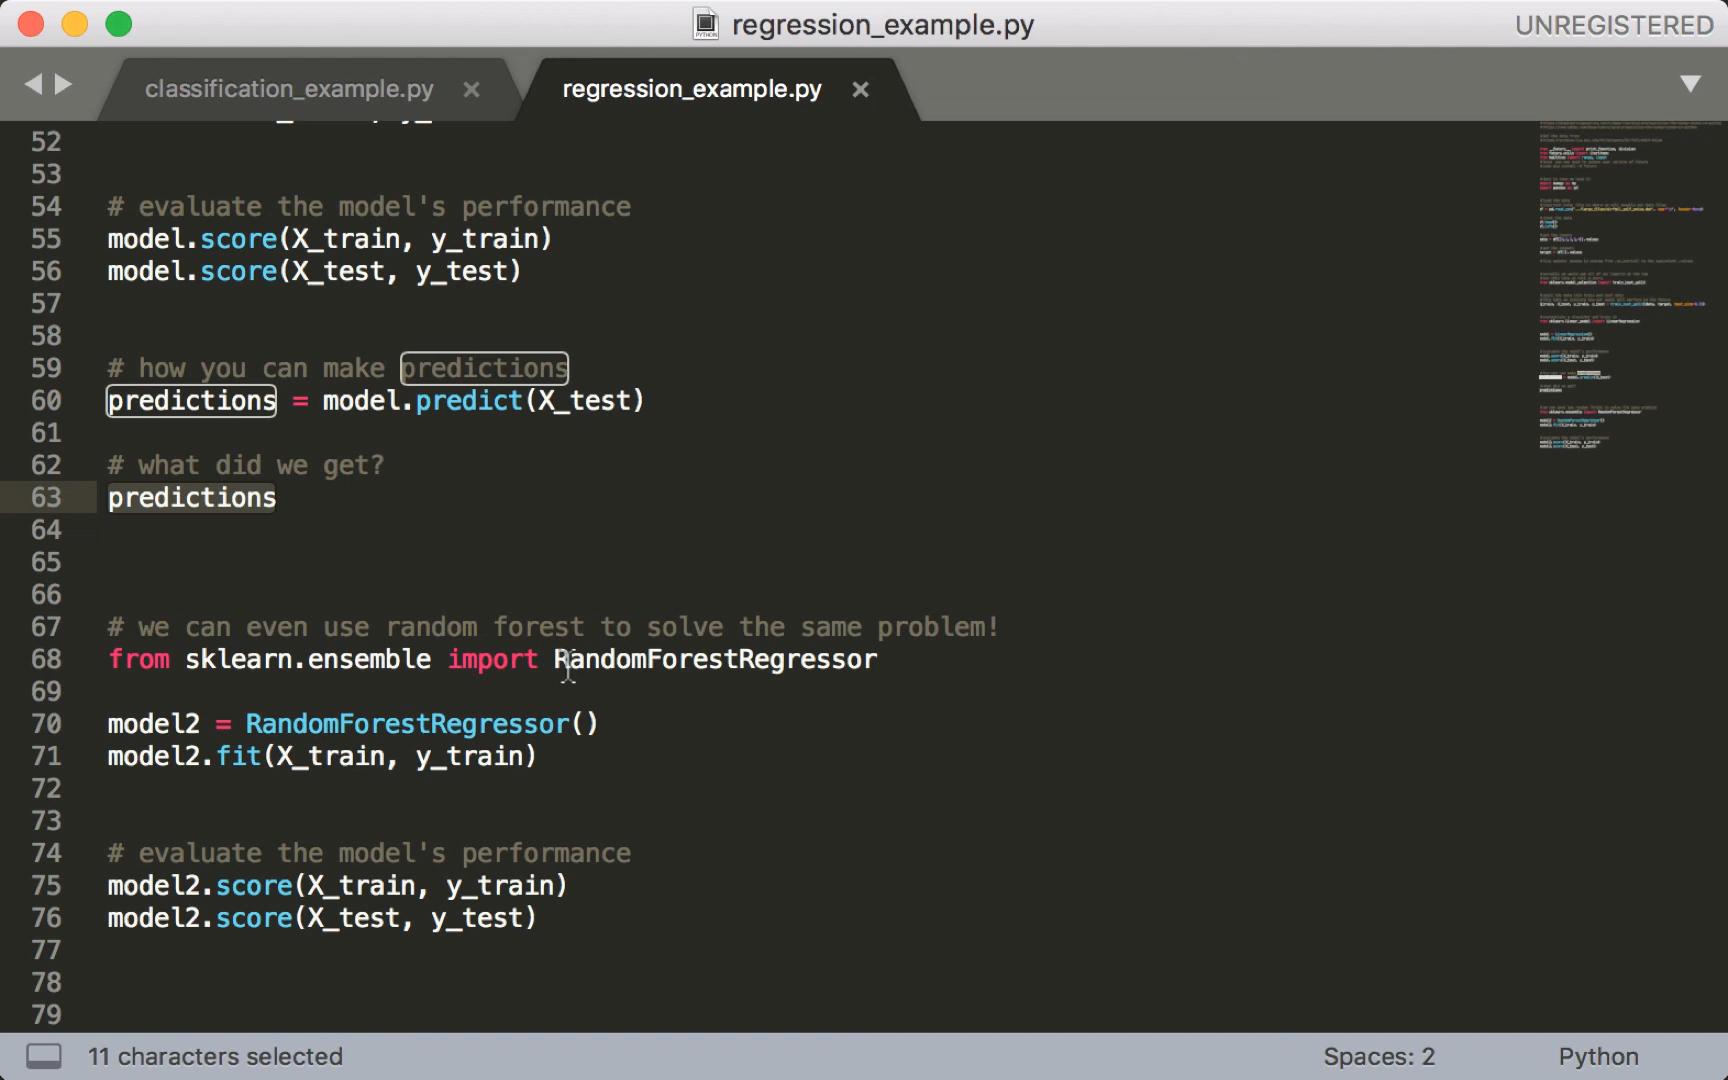 regression_example.py
UNREGISTERED
classification_example.py
regression_example.py
52
53
54 # evaluate the model's performance
55 model.score(X_train, y_train)
56 model.score(X_test, y_test)
57
58
59 # how you can make predictions
60 predictions = model.predict(X_test)
61
62 # what did we get?
63 predictions
64
65
66
67 # we can even use random forest to solve the same problem!
68 from sklearn.ensemble import RandomForestRegressor
69
70 model2 = RandomForestRegressor()
71 model2.fit(X_train, y_train)
72
73
74 # evaluate the model's performance
75 model2.score(X_train, y_train)
76 model2.score(X_test, y_test)
77
78
79
11 characters selected
Spaces: 2
Python